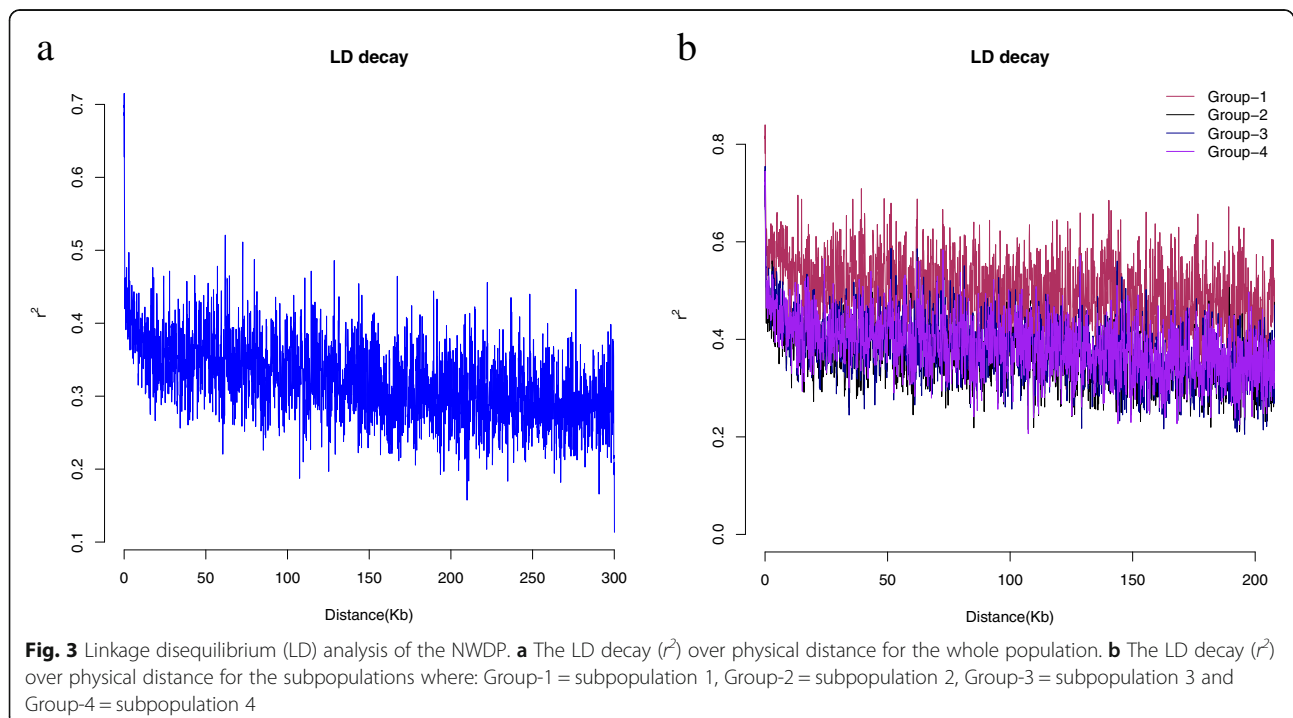 a
LD decay
r²
0.7
0.6
0.5
0.4
0.3
0.2
0.1
0 50 100 150 200 250 300
Distance(Kb)
b
LD decay
Group−1
Group−2
Group−3
Group−4
r²
0.8
0.6
0.4
0.2
0.0
0 50 100 150 200
Distance(Kb)
Fig. 3 Linkage disequilibrium (LD) analysis of the NWDP. a The LD decay (r²) over physical distance for the whole population. b The LD decay (r²)
over physical distance for the subpopulations where: Group-1 = subpopulation 1, Group-2 = subpopulation 2, Group-3 = subpopulation 3 and
Group-4 = subpopulation 4